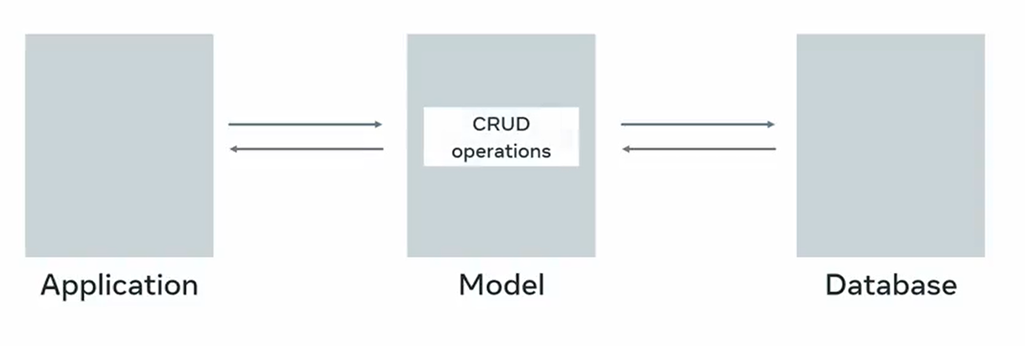 CRUD
operations
Application
Model
Database